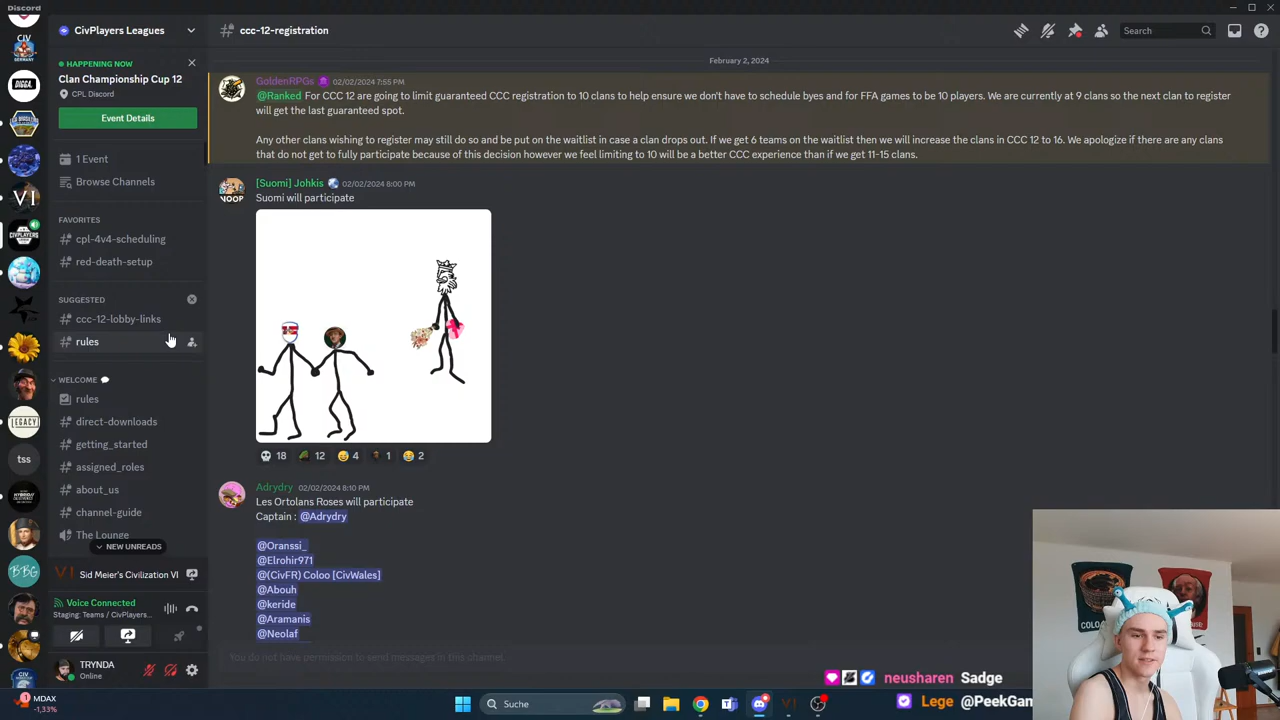 Discord
CivPlayers Leagues
ccc-12-registration
Search
HAPPENING NOW
Clan Championship Cup 12
CPL Discord
Event Details
1 Event
Browse Channels
FAVORITES
cpl-4v4-scheduling
red-death-setup
SUGGESTED
ccc-12-lobby-links
rules
WELCOME
rules
direct-downloads
getting_started
assigned_roles
about_us
channel-guide
The Lounge
NEW UNREADS
Sid Meier's Civilization VI
Voice Connected
Staging: Teams / CivPlayers...
TRYNDA
Online
February 2, 2024
GoldenRPGs 02/02/2024 7:55 PM
@Ranked For CCC 12 are going to limit guaranteed CCC registration to 10 clans to help ensure we don't have to schedule byes and for FFA games to be 10 players. We are currently at 9 clans so the next clan to register
will get the last guaranteed spot.
Any other clans wishing to register may still do so and be put on the waitlist in case a clan drops out. If we get 6 teams on the waitlist then we will increase the clans in CCC 12 to 16. We apologize if there are any clans
that do not get to fully participate because of this decision however we feel limiting to 10 will be a better CCC experience than if we get 11-15 clans.
[Suomi] Johkis 02/02/2024 8:00 PM
Suomi will participate
18 12 4 1 2
Adrydry 02/02/2024 8:10 PM
Les Ortolans Roses will participate
Captain : @Adrydry
@Oranssi_
@Elrohir971
@(CivFR) Coloo [CivWales]
@Abouh
@keride
@Aramanis
@Neolaf
You do not have permission to send messages in this channel.
neusharen Sadge
Lege @PeekGam
MDAX
-1,33%
Suche
CIV
GERMANY
DIGGA
VI
CIVPLAYERS
LEGACY
tss
HYBRID
BBG
NOOP
COLO